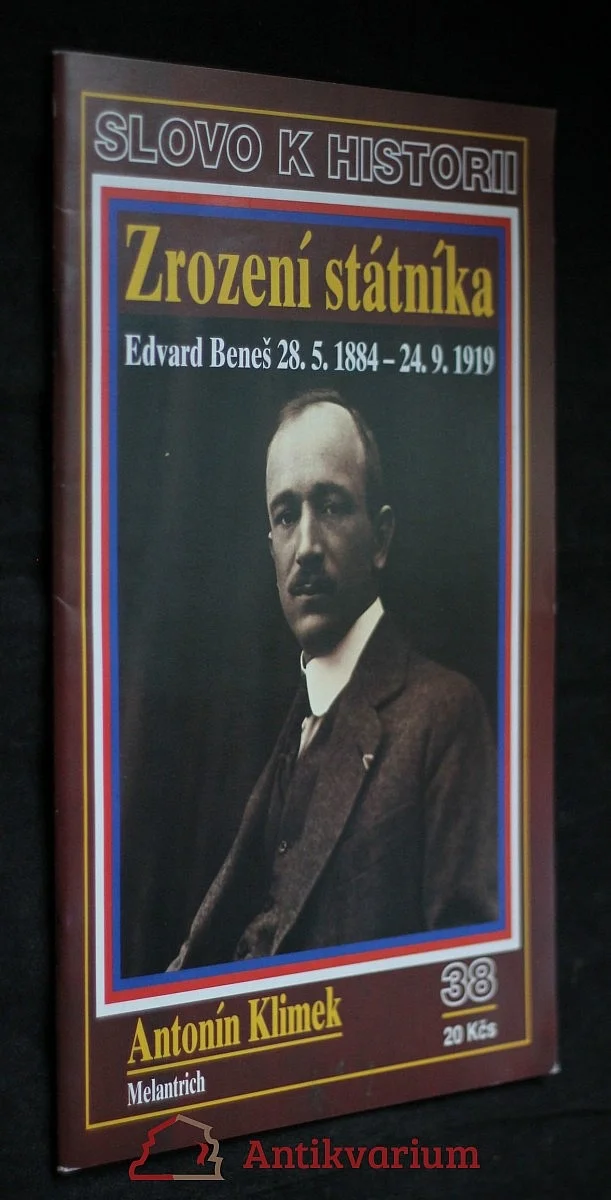 SLOVO K HISTORII
Zrození státníka
Edvard Beneš 28. 5. 1884 – 24. 9. 1919
Antonín Klimek
Melantrich
38
20 Kčs
Antikvarium